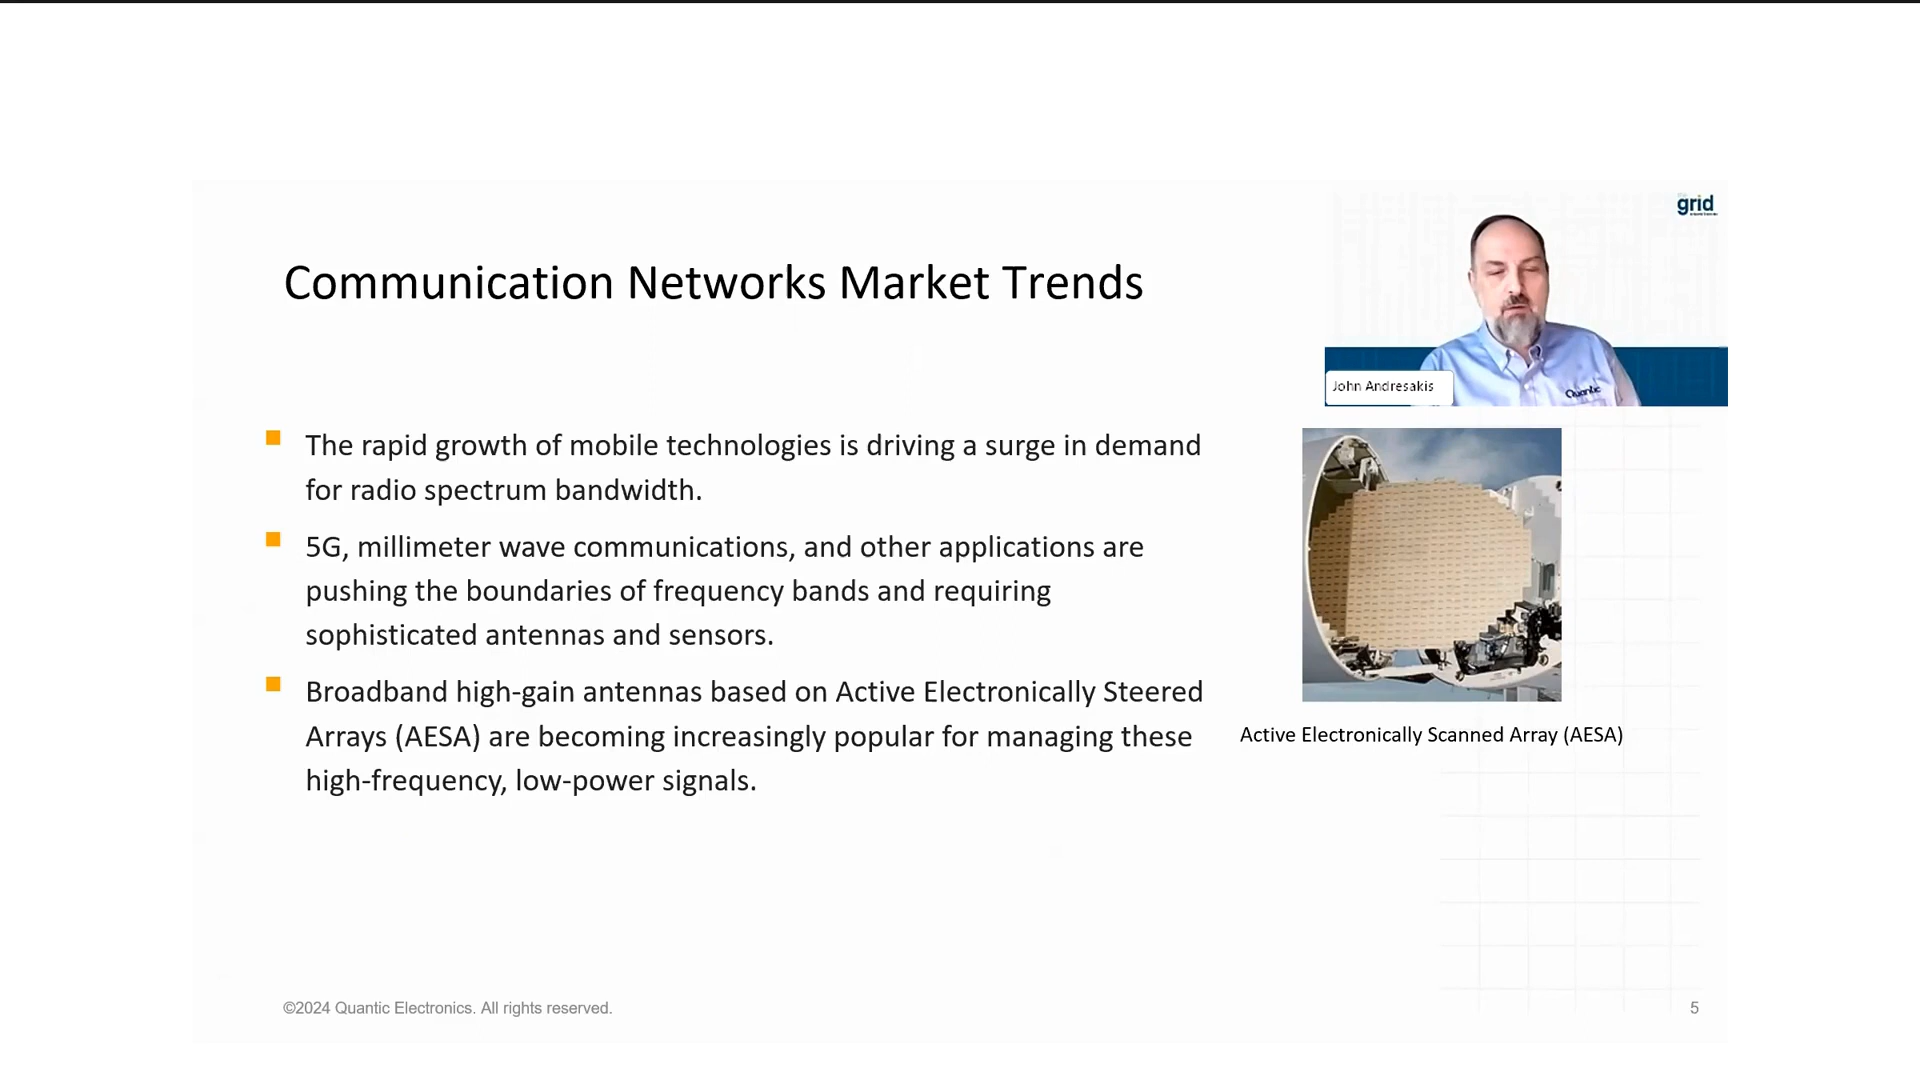 grid
Communication Networks Market Trends
John Andresakis
Quantic
The rapid growth of mobile technologies is driving a surge in demand
for radio spectrum bandwidth.
5G, millimeter wave communications, and other applications are
pushing the boundaries of frequency bands and requiring
sophisticated antennas and sensors.
Broadband high-gain antennas based on Active Electronically Steered
Arrays (AESA) are becoming increasingly popular for managing these
high-frequency, low-power signals.
Active Electronically Scanned Array (AESA)
©2024 Quantic Electronics. All rights reserved.
5